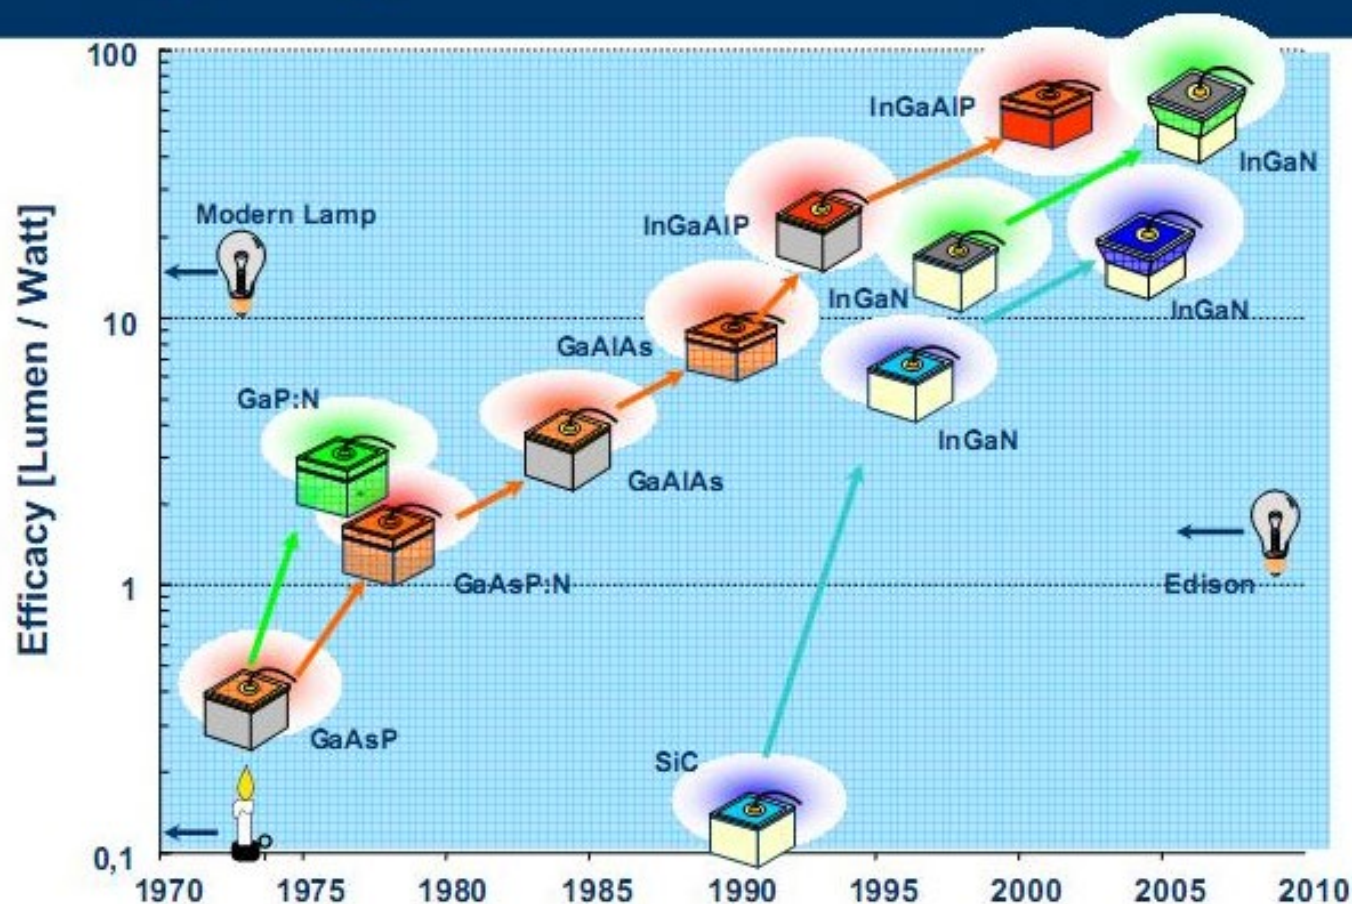 Efficacy [Lumen / Watt]
100
10
1
0,1
Modern Lamp
InGaAlP
InGaN
InGaAlP
InGaN
InGaN
GaAlAs
GaP:N
InGaN
GaAlAs
GaAsP:N
Edison
GaAsP
SiC
1970 1975 1980 1985 1990 1995 2000 2005 2010